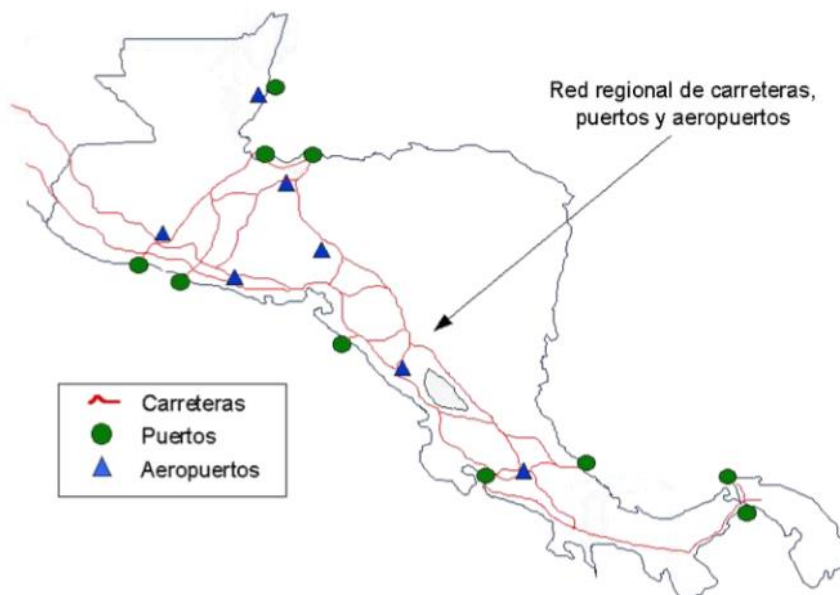 Red regional de carreteras,
puertos y aeropuertos
Carreteras
Puertos
Aeropuertos